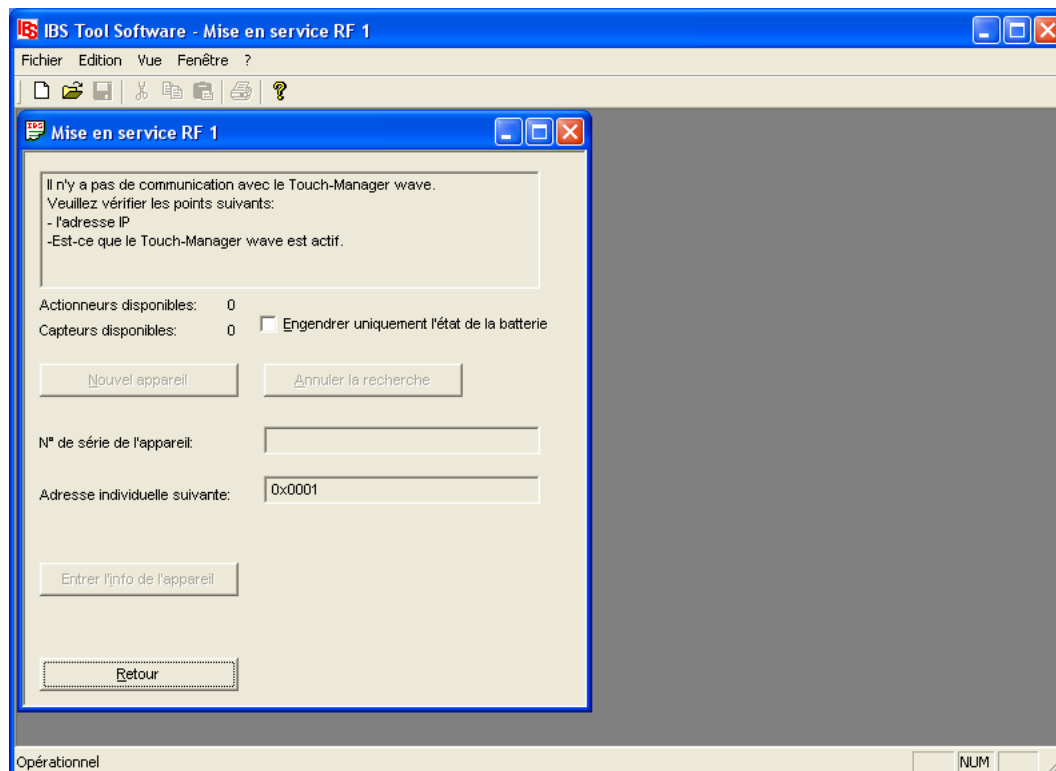 IBS Tool Software - Mise en service RF 1
Fichier Edition Vue Fenêtre ?
Mise en service RF 1
Il n'y a pas de communication avec le Touch-Manager wave.
Veuillez vérifier les points suivants:
- l'adresse IP
-Est-ce que le Touch-Manager wave est actif.
Actionneurs disponibles: 0
Capteurs disponibles: 0
Engendrer uniquement l'état de la batterie
Nouvel appareil Annuler la recherche
N° de série de l'appareil:
Adresse individuelle suivante: 0x0001
Entrer l'info de l'appareil
Retour
Opérationnel NUM